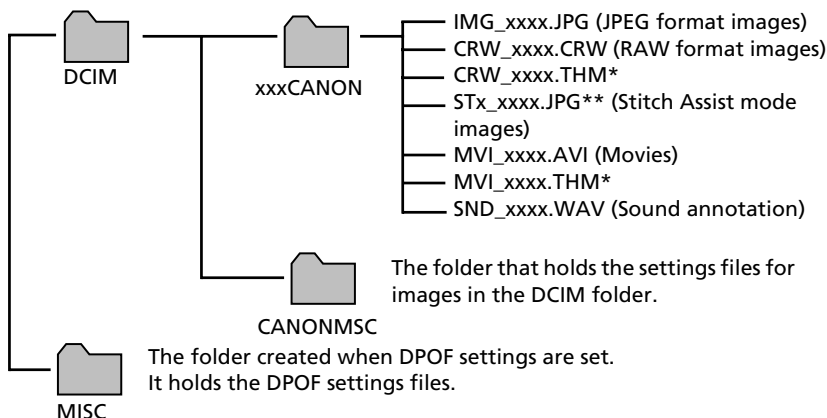 DCIM
xxxCANON
IMG_xxxx.JPG (JPEG format images)
CRW_xxxx.CRW (RAW format images)
CRW_xxxx.THM*
STx_xxxx.JPG** (Stitch Assist mode
images)
MVI_xxxx.AVI (Movies)
MVI_xxxx.THM*
SND_xxxx.WAV (Sound annotation)
CANONMSC
The folder that holds the settings files for
images in the DCIM folder.
MISC
The folder created when DPOF settings are set.
It holds the DPOF settings files.